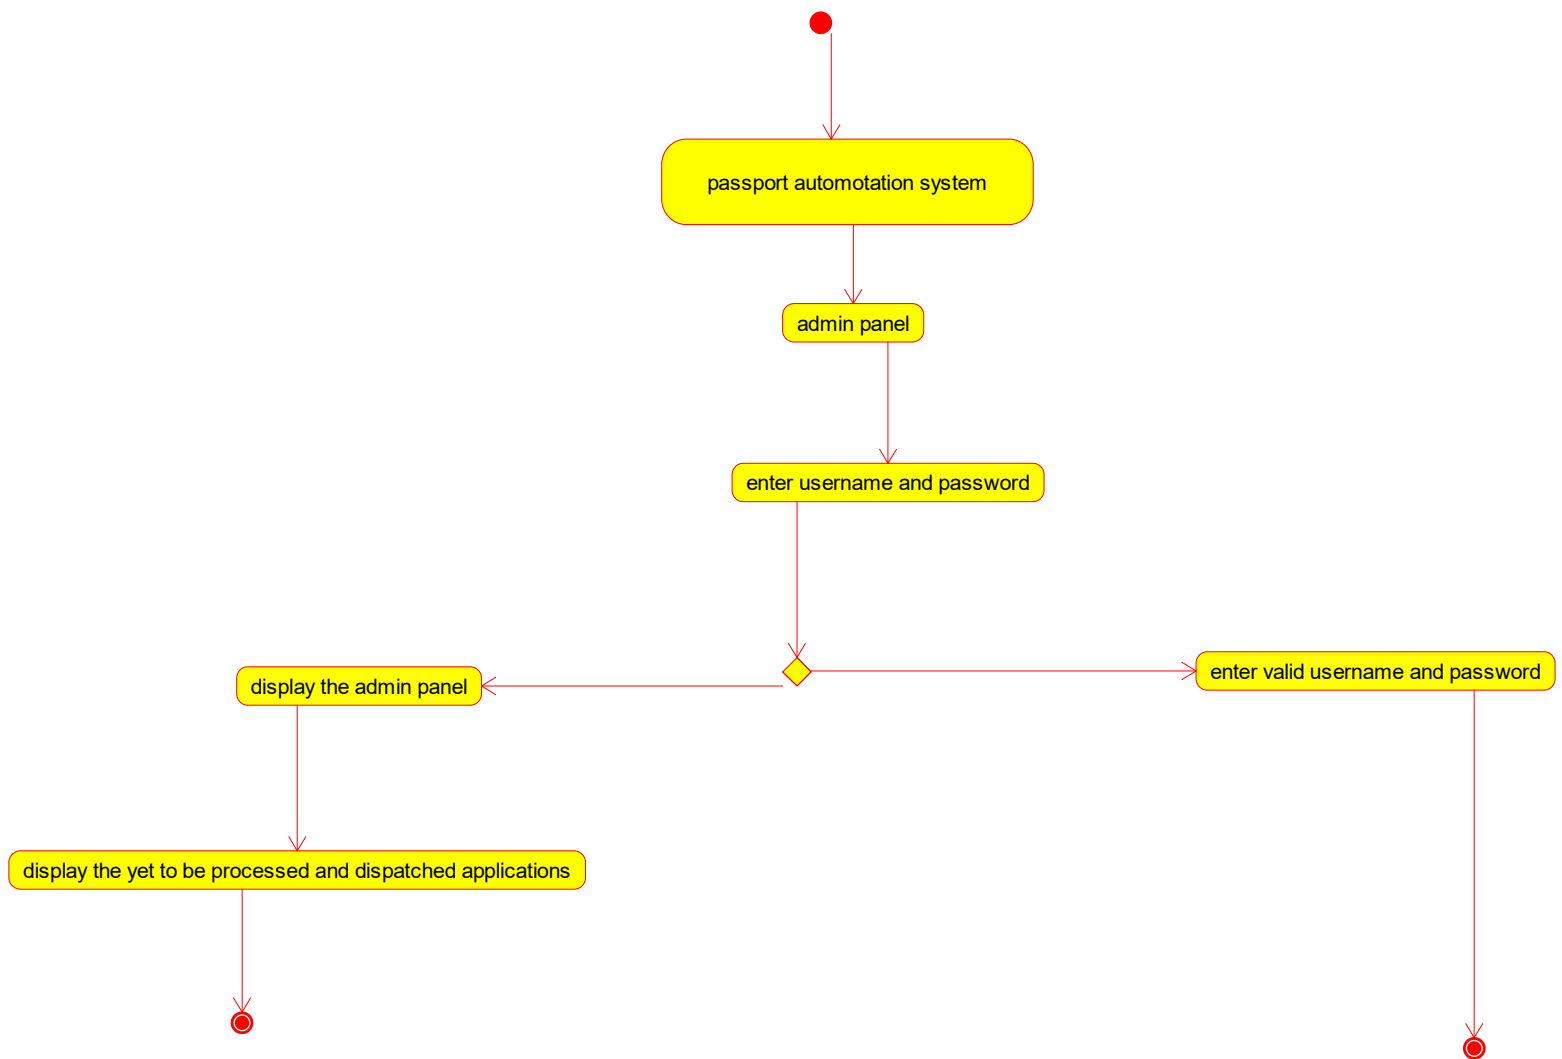 passport automotation system
admin panel
enter username and password
display the admin panel
enter valid username and password
display the yet to be processed and dispatched applications